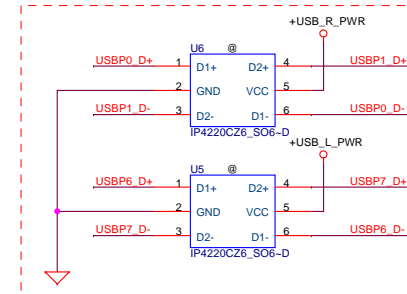 +USB_R_PWR
U6 @
USBP0_D+ 1 D1+ D2+ 4 USBP1_D+
2 GND VCC 5
USBP1_D- 3 D2- D1- 6 USBP0_D-
IP4220CZ6_SO6~D
+USB_L_PWR
U5 @
USBP6_D+ 1 D1+ D2+ 4 USBP7_D+
2 GND VCC 5
USBP7_D- 3 D2- D1- 6 USBP6_D-
IP4220CZ6_SO6~D